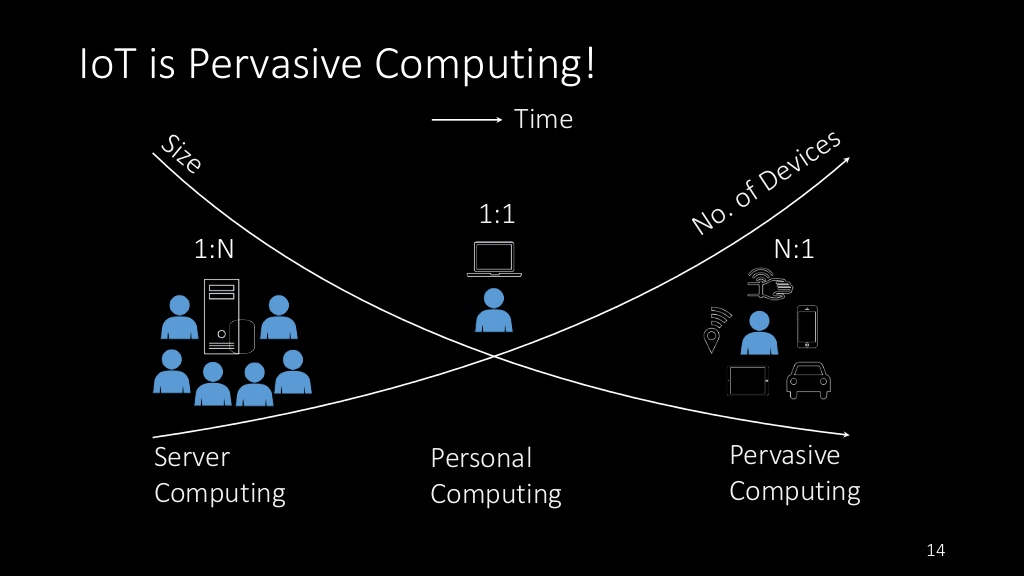 IoT is Pervasive Computing!
Time
Size
No. of Devices
1:1
1:N
N:1
Server
Computing
Personal
Computing
Pervasive
Computing
14